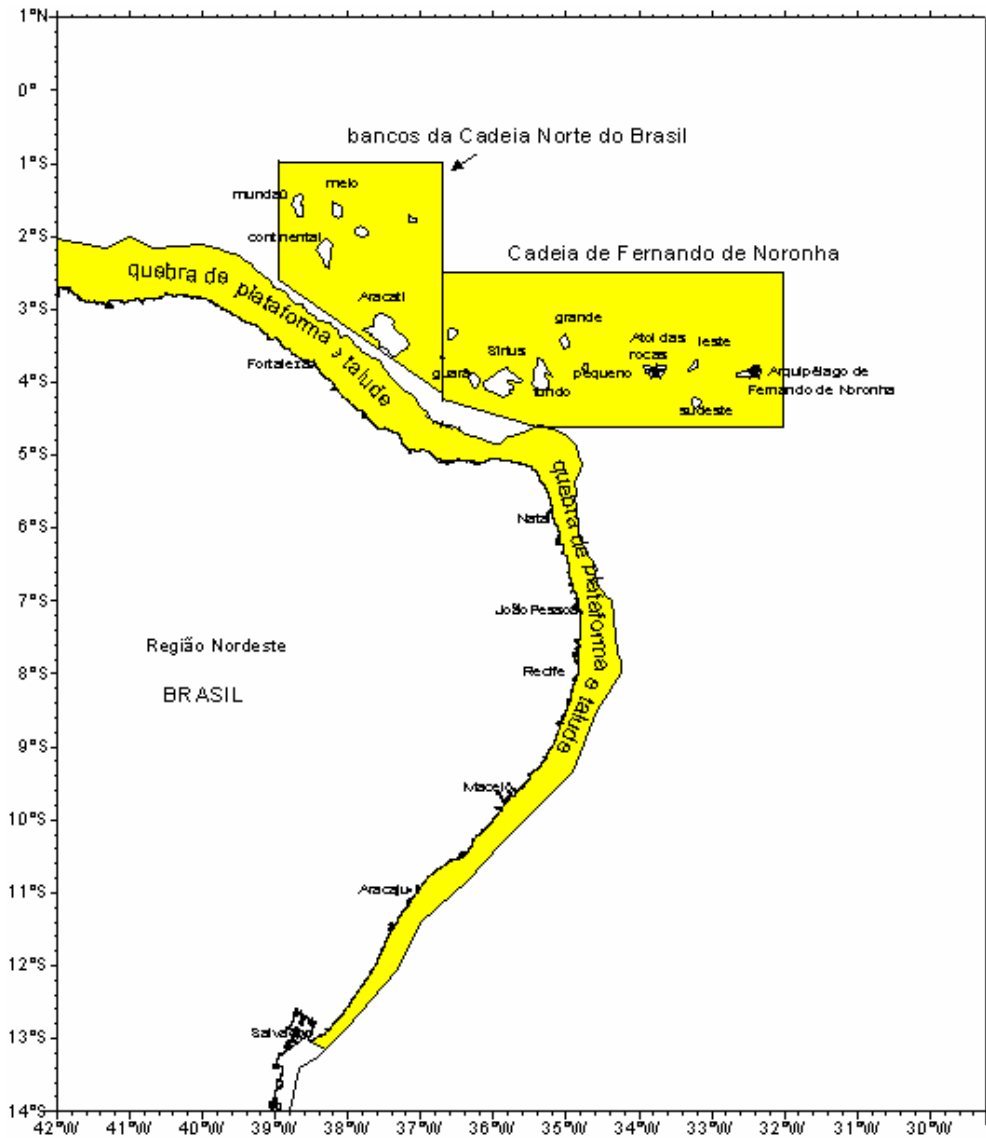 1°N
0°
bancos da Cadeia Norte do Brasil
1°S
mundaú
meio
2°S
continental
Cadeia de Fernando de Noronha
quebra de plataforma e talude
3°S
Aracati
grande
Sirius
Atol das
rocas
leste
Fortaleza
4°S
guará
fundo
pequeno
Arquipélago de
Fernando de Noronha
sudeste
5°S
quebra de plataforma e talude
Natal
6°S
7°S
João Pessoa
Região Nordeste
Recife
8°S
BRASIL
9°S
Maceió
10°S
Aracaju
11°S
12°S
Salvador
13°S
14°S
42°W 41°W 40°W 39°W 38°W 37°W 36°W 35°W 34°W 33°W 32°W 31°W 30°W